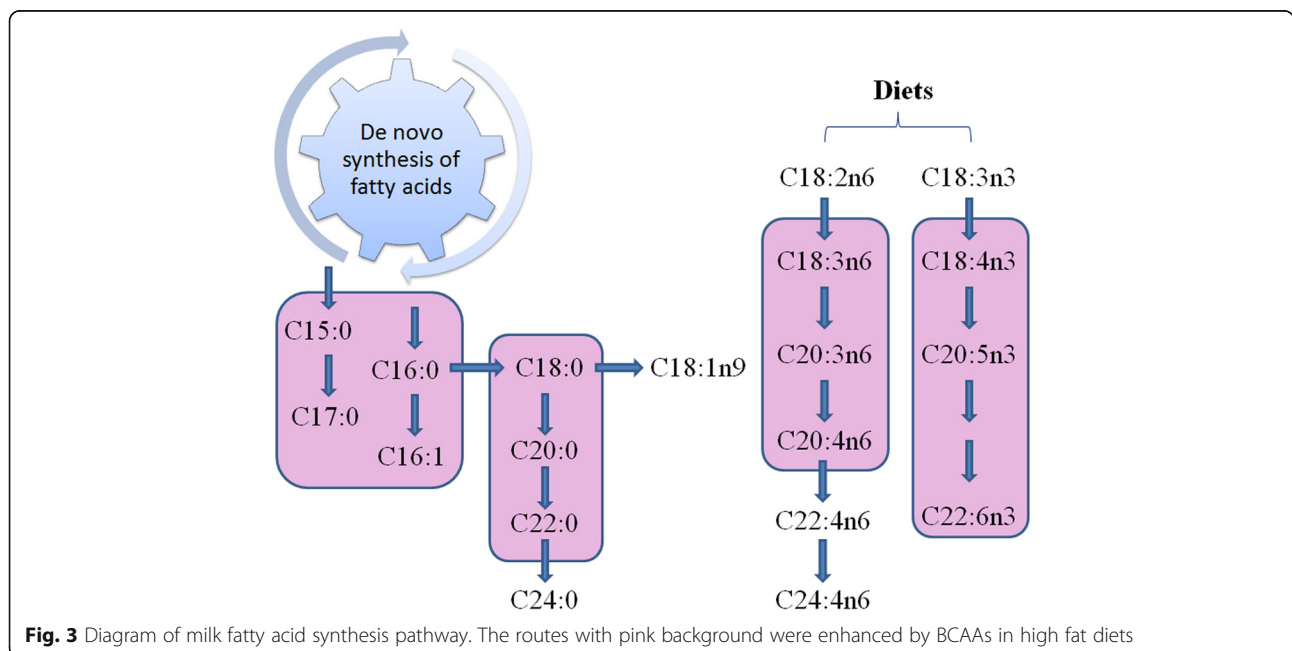 De novo
synthesis of
fatty acids
C15:0
C17:0
C16:0
C16:1
C18:0
C20:0
C22:0
C24:0
C18:1n9
Diets
C18:2n6
C18:3n6
C20:3n6
C20:4n6
C22:4n6
C24:4n6
C18:3n3
C18:4n3
C20:5n3
C22:6n3
Fig. 3 Diagram of milk fatty acid synthesis pathway. The routes with pink background were enhanced by BCAAs in high fat diets